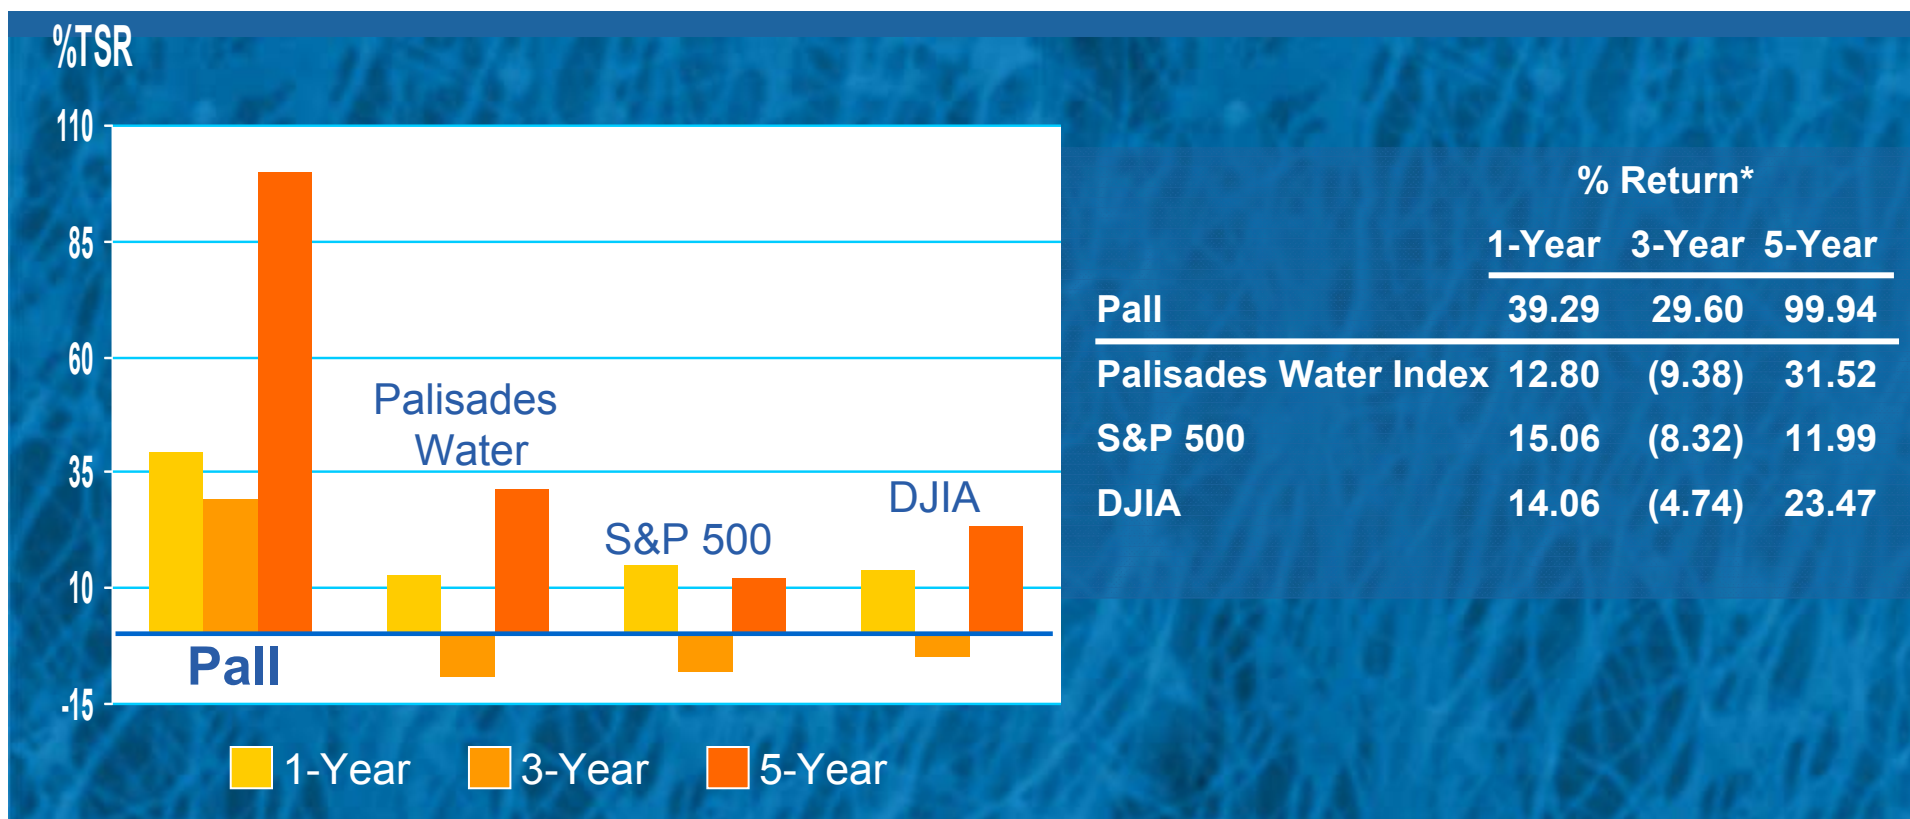 %TSR
110
85
60
35
10
-15
Palisades
Water
S&P 500
DJIA
Pall
1-Year 3-Year 5-Year
% Return*
1-Year 3-Year 5-Year
Pall 39.29 29.60 99.94
Palisades Water Index 12.80 (9.38) 31.52
S&P 500 15.06 (8.32) 11.99
DJIA 14.06 (4.74) 23.47